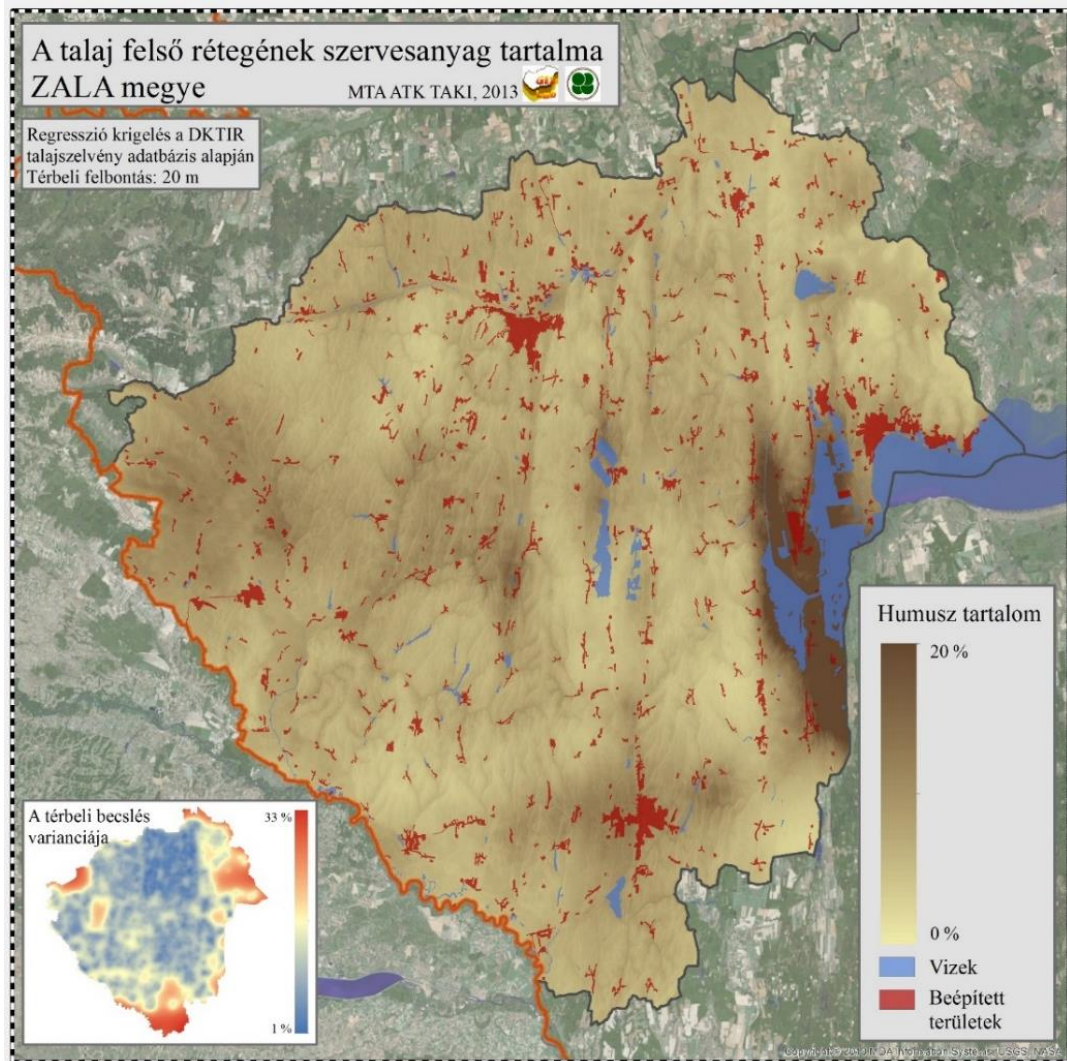 A talaj felső rétegének szervesanyag tartalma
ZALA megye
MTA ATK TAKI, 2013
Regresszió krigelés a DKTIR
talajszelvény adatbázis alapján
Térbeli felbontás: 20 m
Humusz tartalom
20 %
0 %
Vizek
Beépített
területek
A térbeli becslés
varianciája
33 %
1 %